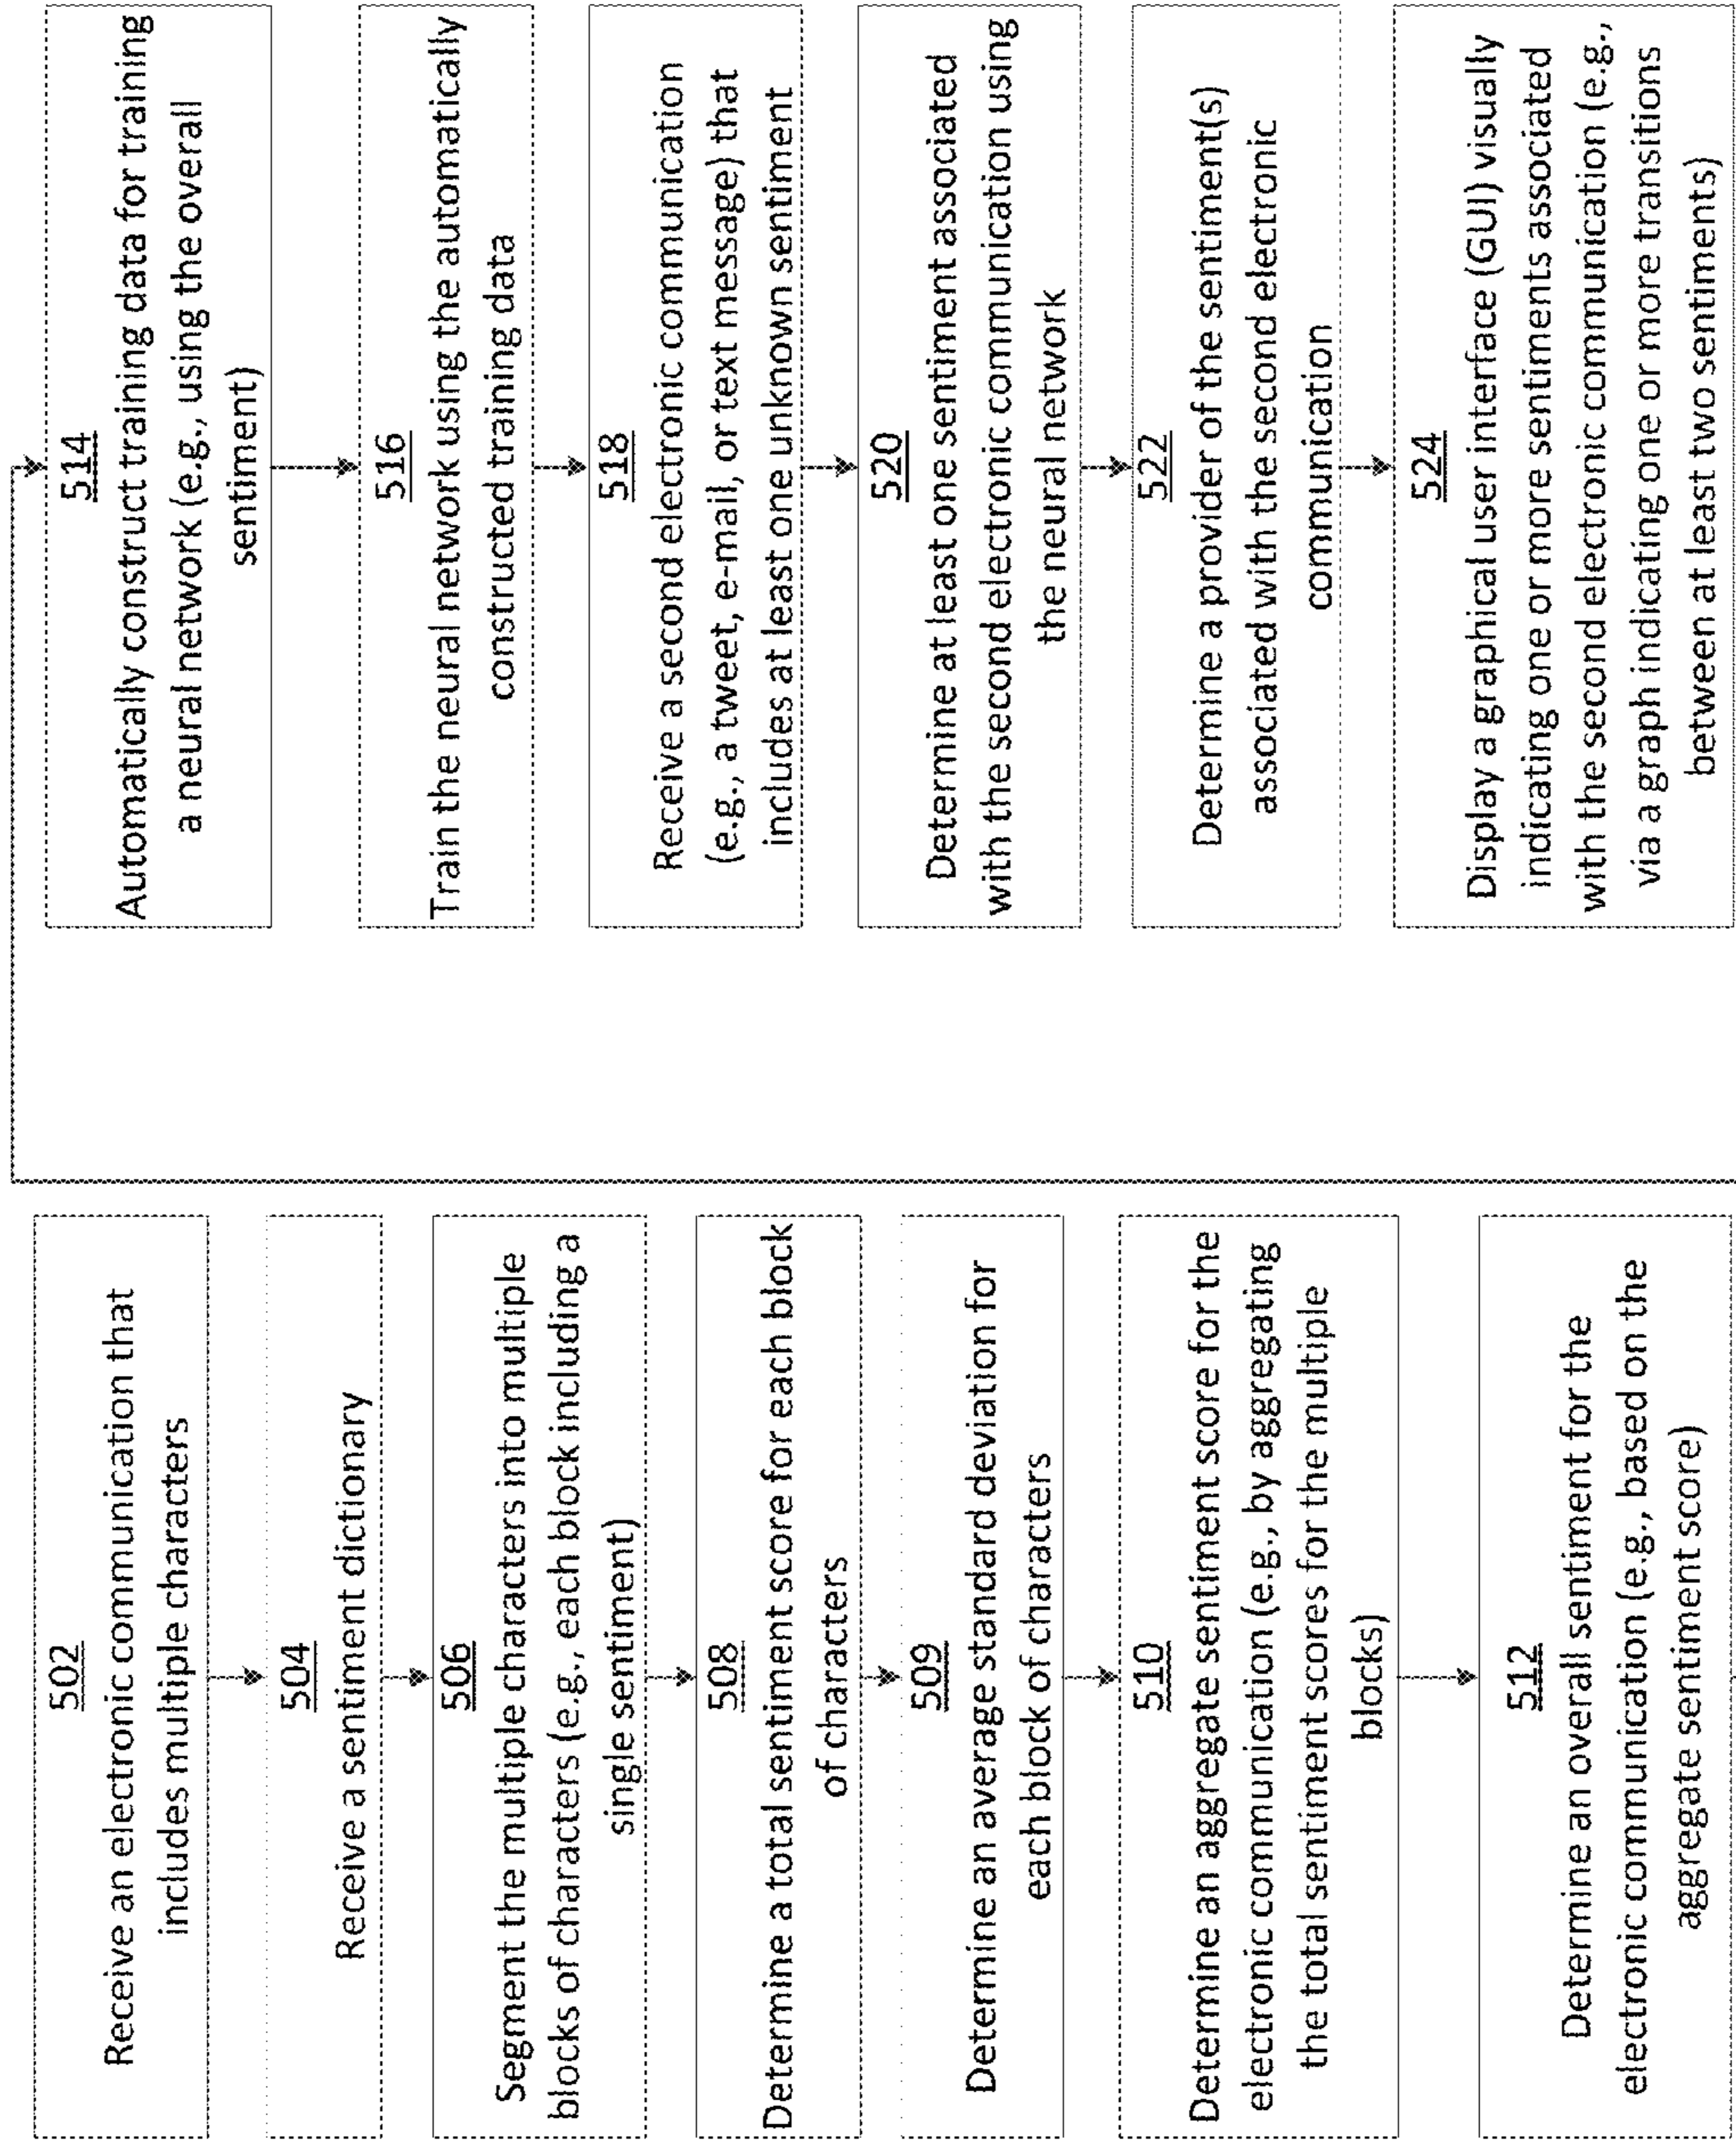 502
Receive an electronic communication that
includes multiple characters
504
Receive a sentiment dictionary
506
Segment the multiple characters into multiple
blocks of characters (e.g., each block including a
single sentiment)
508
Determine a total sentiment score for each block
of characters
509
Determine an average standard deviation for
each block of characters
510
Determine an aggregate sentiment score for the
electronic communication (e.g., by aggregating
the total sentiment scores for the multiple
blocks)
512
Determine an overall sentiment for the
electronic communication (e.g., based on the
aggregate sentiment score)
514
Automatically construct training data for training
a neural network (e.g., using the overall
sentiment)
516
Train the neural network using the automatically
constructed training data
518
Receive a second electronic communication
(e.g., a tweet, e-mail, or text message) that
includes at least one unknown sentiment
520
Determine at least one sentiment associated
with the second electronic communication using
the neural network
522
Determine a provider of the sentiment(s)
associated with the second electronic
communication
524
Display a graphical user interface (GUI) visually
indicating one or more sentiments associated
with the second electronic communication (e.g.,
via a graph indicating one or more transitions
between at least two sentiments)